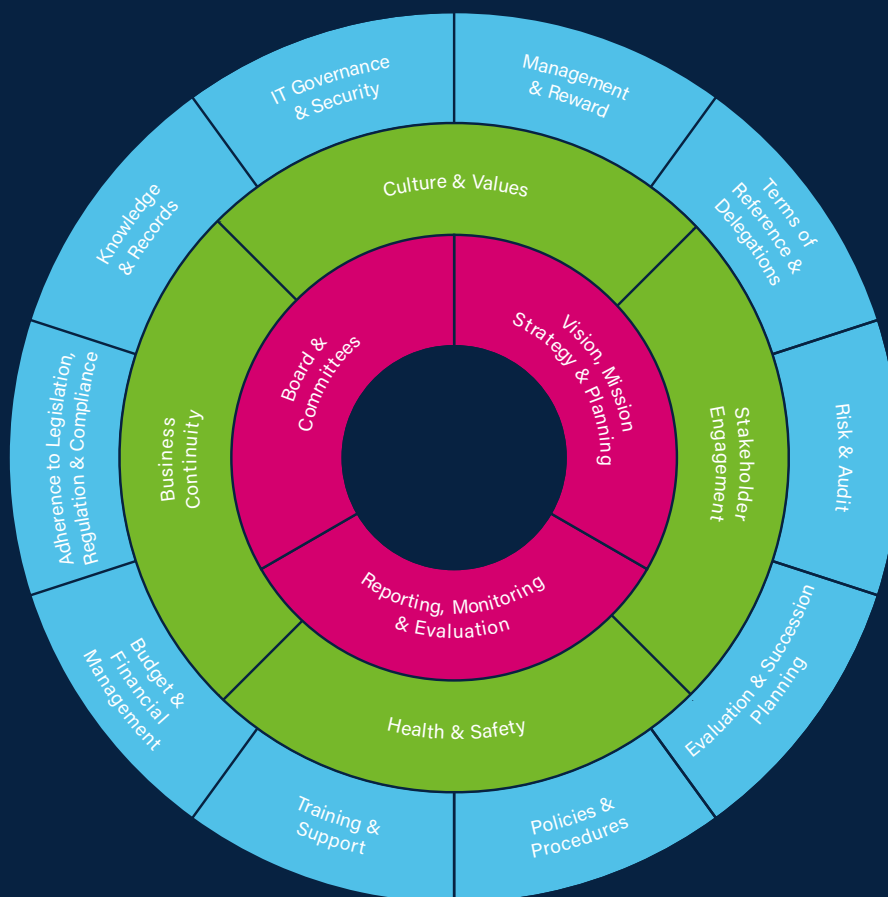 IT Governance
& Security
Management
& Reward
Terms of
Reference &
Delegations
Risk & Audit
Evaluation & Succession
Planning
Policies &
Procedures
Training &
Support
Budget &
Financial
Management
Adherence to Legislation,
Regulation & Compliance
Knowledge
& Records
Culture & Values
Stakeholder
Engagement
Health & Safety
Business
Continuity
Board &
Committees
Vision, Mission
Strategy & Planning
Reporting, Monitoring
& Evaluation